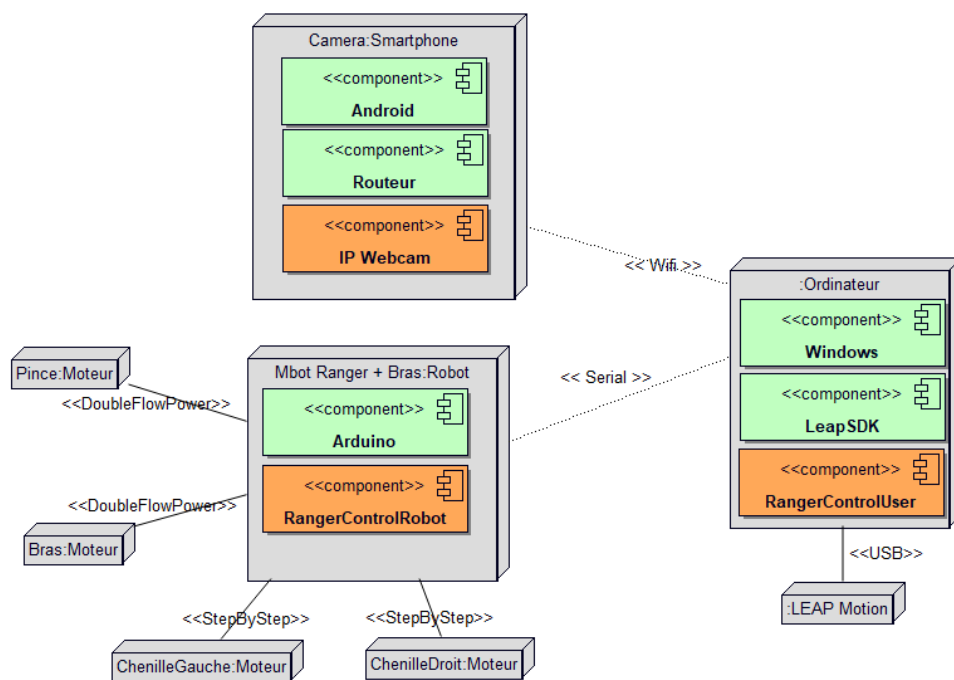 Camera:Smartphone
<<component>>
Android
<<component>>
Routeur
<<component>>
IP Webcam
<< Wifi >>
:Ordinateur
<<component>>
Windows
<<component>>
LeapSDK
<<component>>
RangerControlUser
<<USB>>
:LEAP Motion
<< Serial >>
Mbot Ranger + Bras:Robot
<<component>>
Arduino
<<component>>
RangerControlRobot
Pince:Moteur
<<DoubleFlowPower>>
<<DoubleFlowPower>>
Bras:Moteur
<<StepByStep>>
<<StepByStep>>
ChenilleGauche:Moteur
ChenilleDroit:Moteur